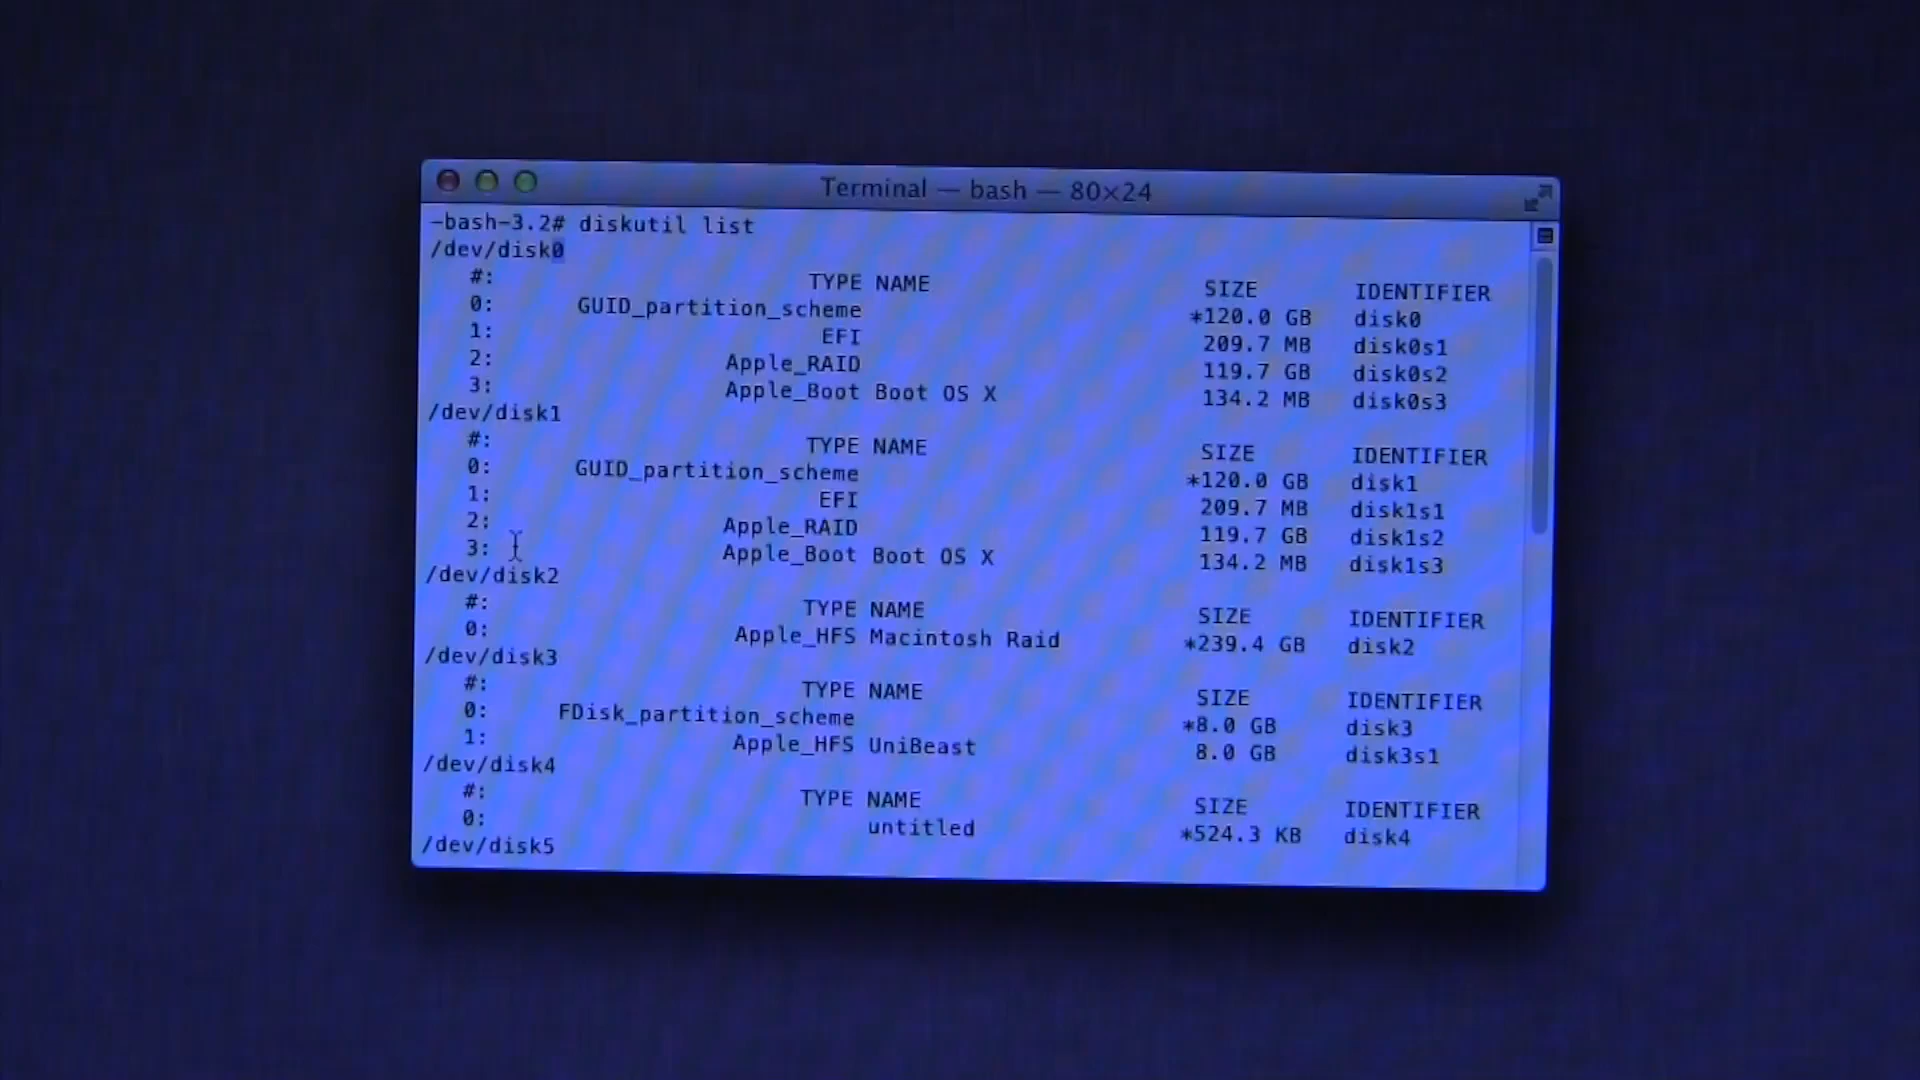 Terminal — bash — 80×24
-bash-3.2# diskutil list
/dev/disk0
#: TYPE NAME SIZE IDENTIFIER
0: GUID_partition_scheme *120.0 GB disk0
1: EFI 209.7 MB disk0s1
2: Apple_RAID 119.7 GB disk0s2
3: Apple_Boot Boot OS X 134.2 MB disk0s3
/dev/disk1
#: TYPE NAME SIZE IDENTIFIER
0: GUID_partition_scheme *120.0 GB disk1
1: EFI 209.7 MB disk1s1
2: Apple_RAID 119.7 GB disk1s2
3: Apple_Boot Boot OS X 134.2 MB disk1s3
/dev/disk2
#: TYPE NAME SIZE IDENTIFIER
0: Apple_HFS Macintosh Raid *239.4 GB disk2
/dev/disk3
#: TYPE NAME SIZE IDENTIFIER
0: FDisk_partition_scheme *8.0 GB disk3
1: Apple_HFS UniBeast 8.0 GB disk3s1
/dev/disk4
#: TYPE NAME SIZE IDENTIFIER
0: untitled *524.3 KB disk4
/dev/disk5